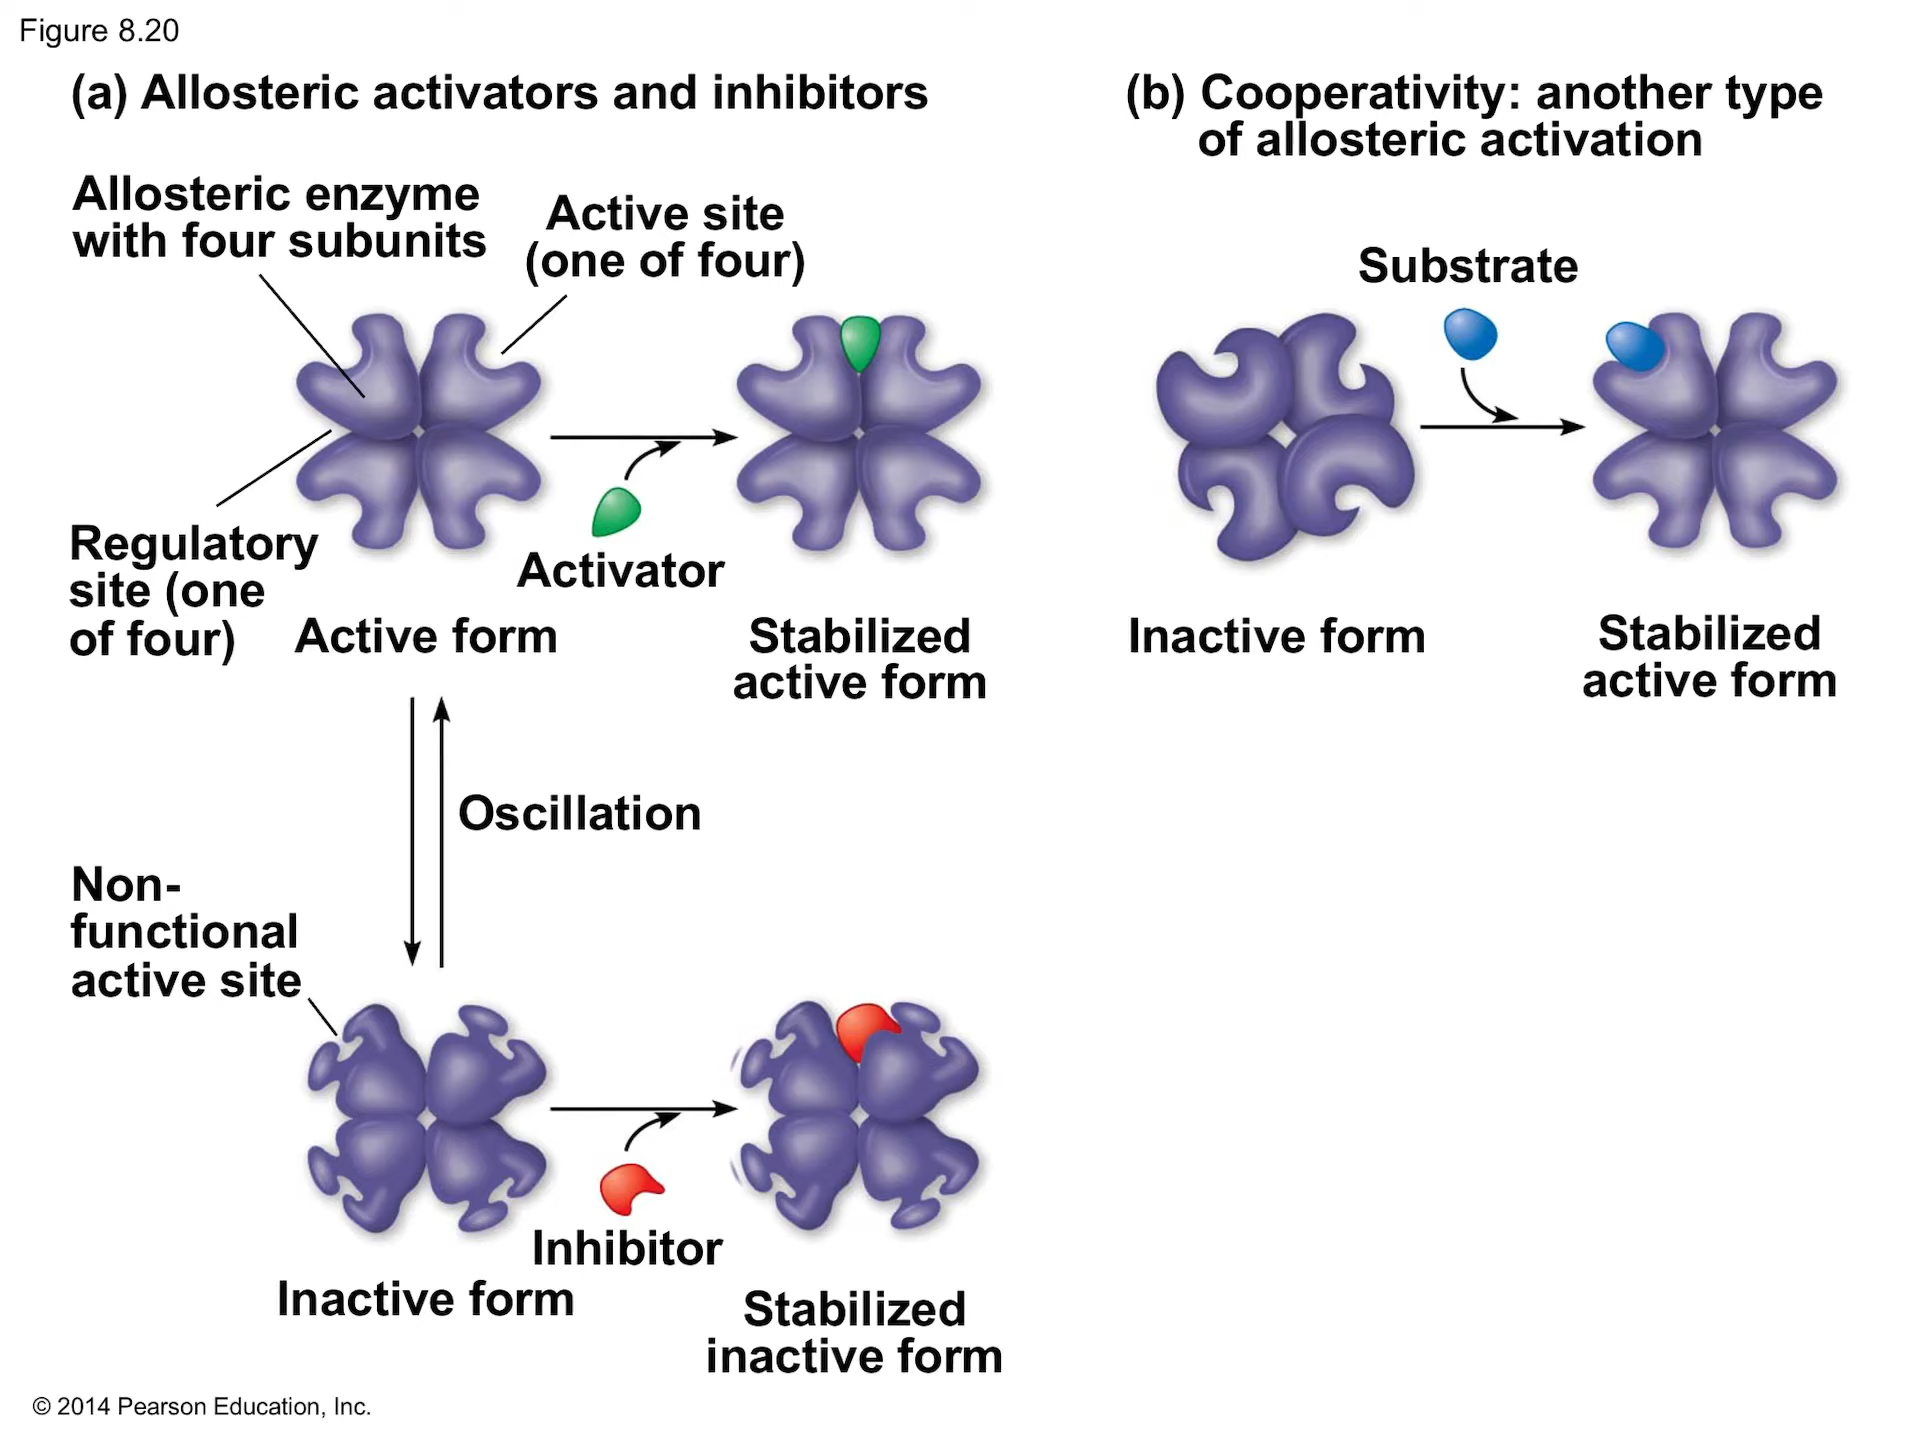 Figure 8.20
(a) Allosteric activators and inhibitors
Allosteric enzyme
with four subunits
Active site
(one of four)
Regulatory
site (one
of four)
Activator
Active form
Stabilized
active form
Oscillation
Non-
functional
active site
Inhibitor
Inactive form
Stabilized
inactive form
(b) Cooperativity: another type
of allosteric activation
Substrate
Inactive form
Stabilized
active form
© 2014 Pearson Education, Inc.